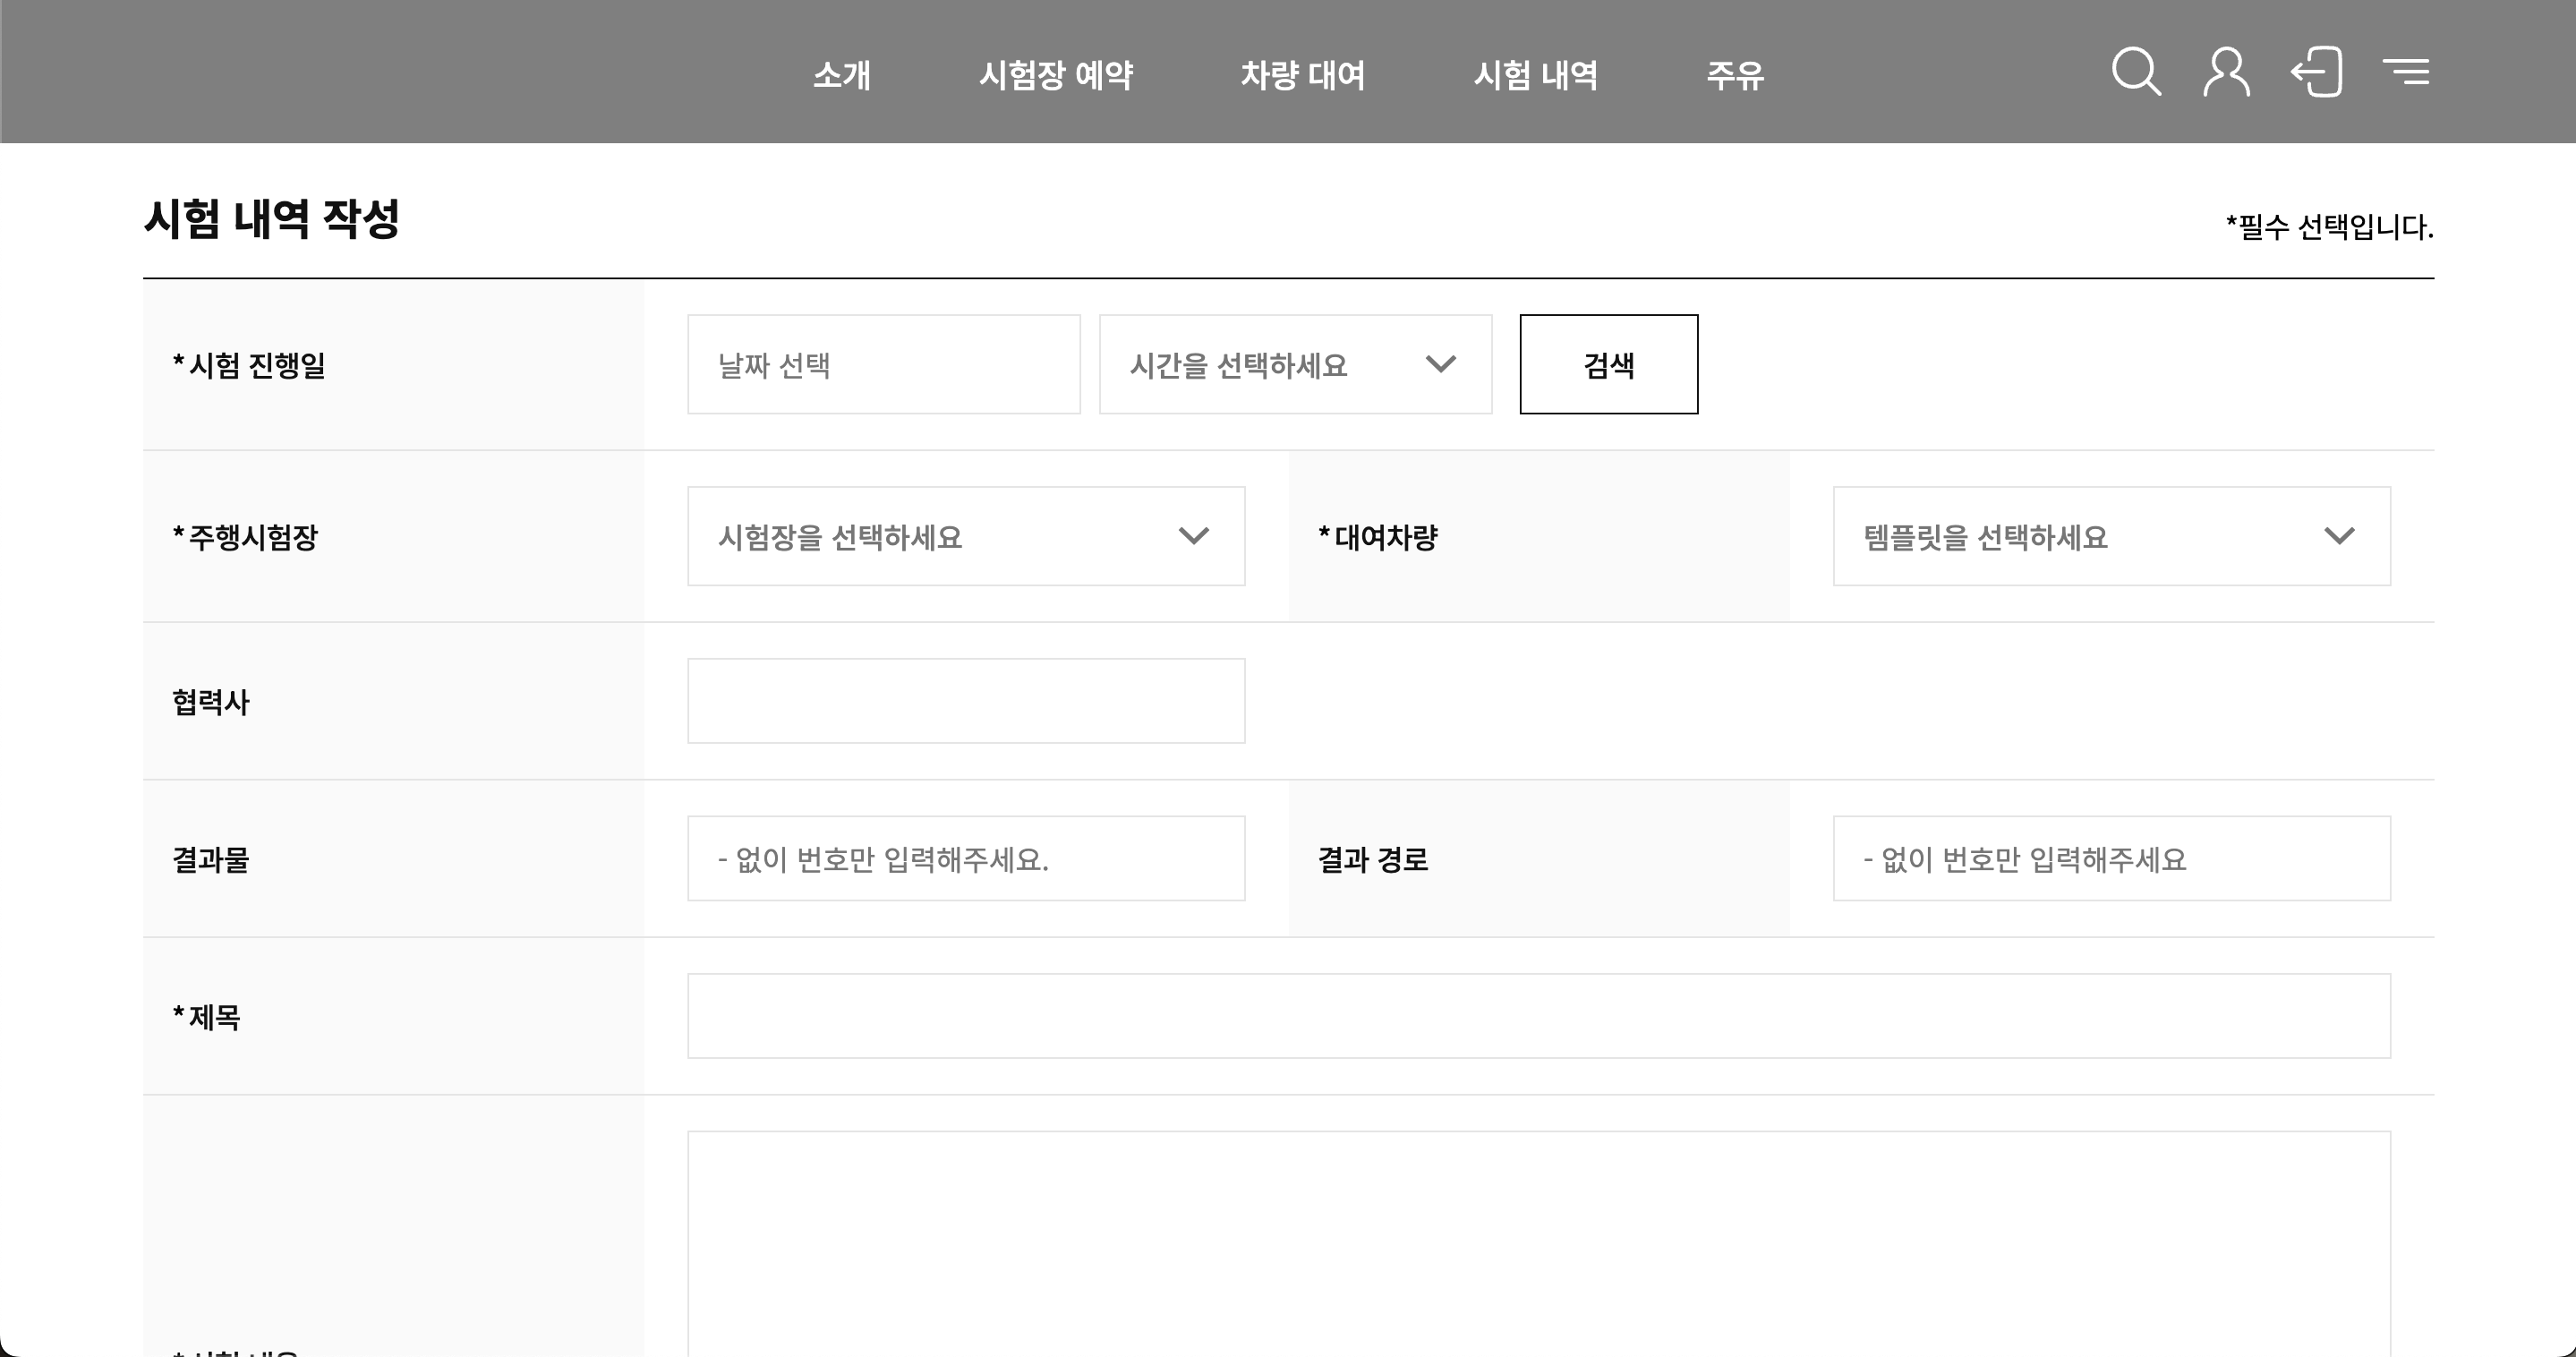 소개 시험장 예약 차량 대여 시험 내역 주유
시험 내역 작성
*필수 선택입니다.
*시험 진행일 날짜 선택 시간을 선택하세요 검색
*주행시험장 시험장을 선택하세요 *대여차량 템플릿을 선택하세요
협력사
결과물 - 없이 번호만 입력해주세요. 결과 경로 - 없이 번호만 입력해주세요
*제목